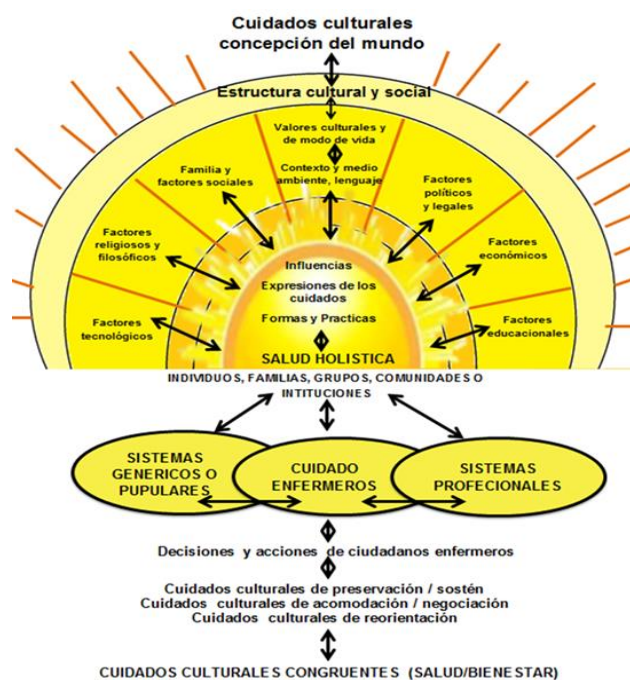 Cuidados culturales
concepción del mundo
Estructura cultural y social
Valores culturales y
de modo de vida
Familia y
factores sociales
Contexto y medio
ambiente, lenguaje
Factores
políticos
y legales
Factores
religiosos y
filosóficos
Factores
económicos
Factores
tecnológicos
Factores
educacionales
Influencias
Expresiones de los
cuidados
Formas y Practicas
SALUD HOLISTICA
INDIVIDUOS, FAMILIAS, GRUPOS, COMUNIDADES O
INTITUCIONES
SISTEMAS
GENERICOS O
PUPULARES
CUIDADO
ENFERMEROS
SISTEMAS
PROFECIONALES
Decisiones y acciones de ciudadanos enfermeros
Cuidados culturales de preservación / sostén
Cuidados culturales de acomodación / negociación
Cuidados culturales de reorientación
CUIDADOS CULTURALES CONGRUENTES (SALUD/BIENESTAR)